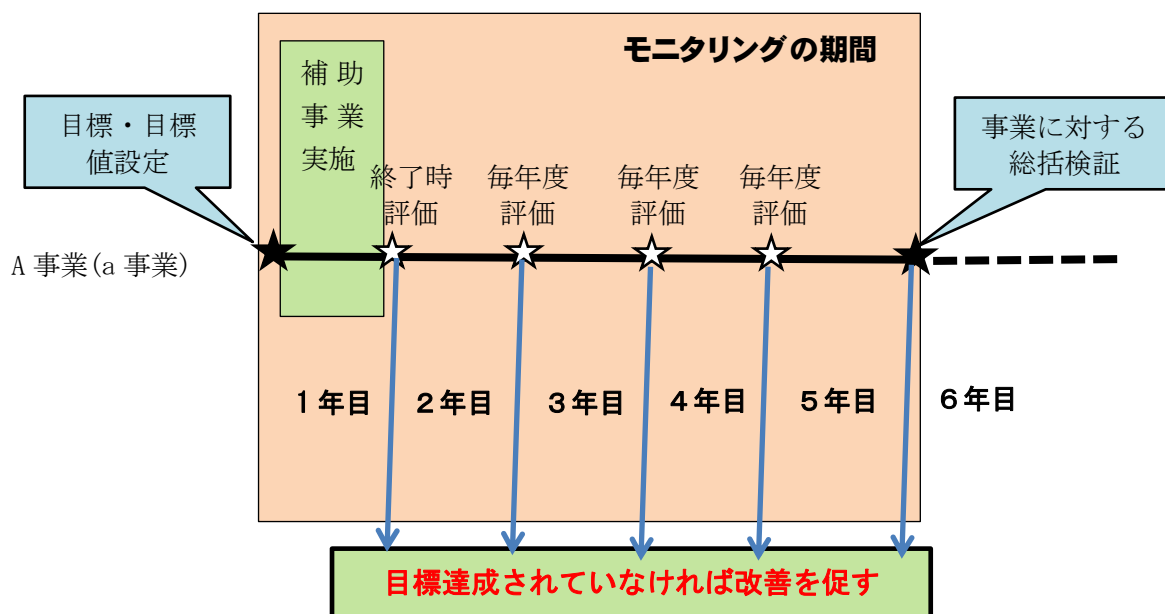 モニタリングの期間
補助
事業
実施
目標・目標
値設定
事業に対する
総括検証
終了時
評価
毎年度
評価
毎年度
評価
毎年度
評価
A 事業(a 事業)
1年目
2年目
3年目
4年目
5年目
6年目
目標達成されていなければ改善を促す